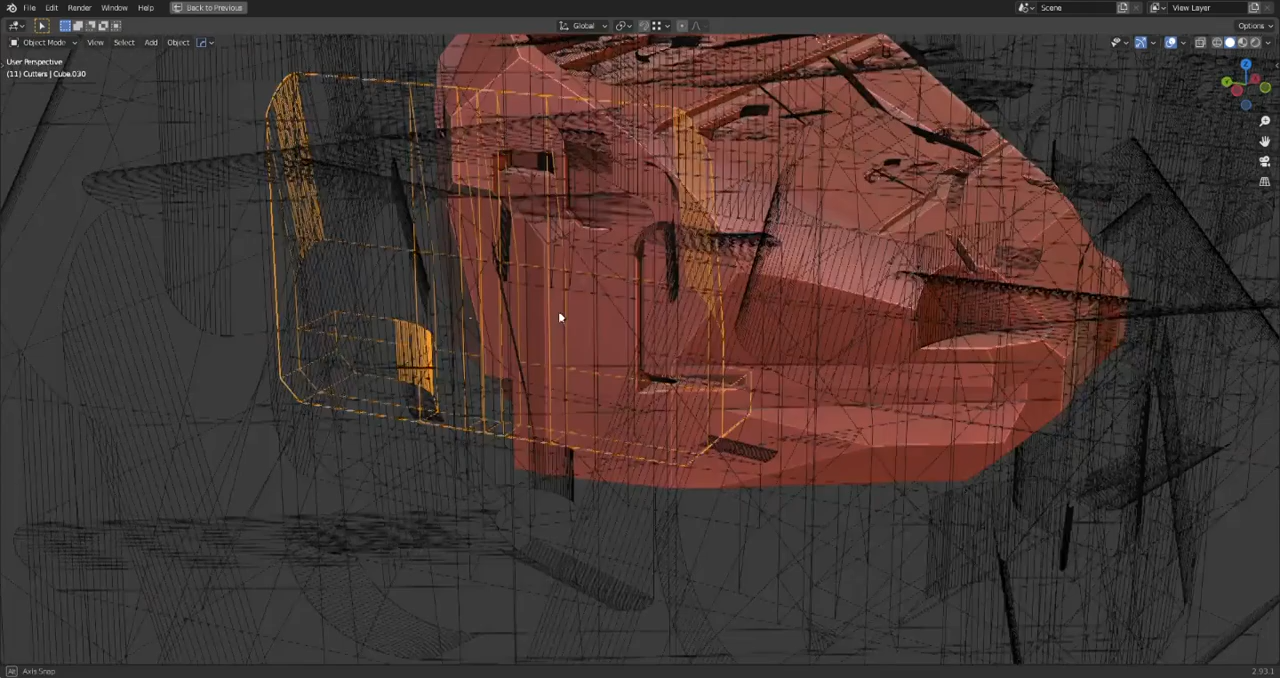 File Edit Render Window Help Back to Previous Scene View Layer
Global Options
Object Mode View Select Add Object
User Perspective
(11) Cutters | Cube.030
Z
Y
Axis Snap 2.93.1